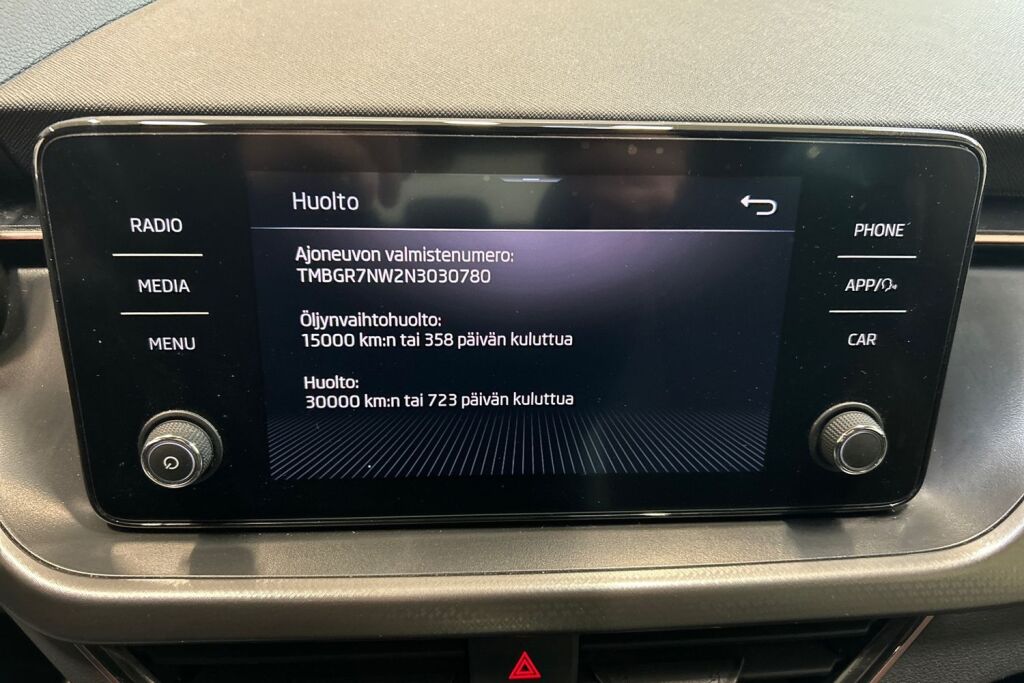 RADIO
MEDIA
MENU
Huolto
Ajoneuvon valmistenumero:
TMBGR7NW2N3030780
Öljynvaihtohuolto:
15000 km:n tai 358 päivän kuluttua
Huolto:
30000 km:n tai 723 päivän kuluttua
PHONE
APP/
CAR